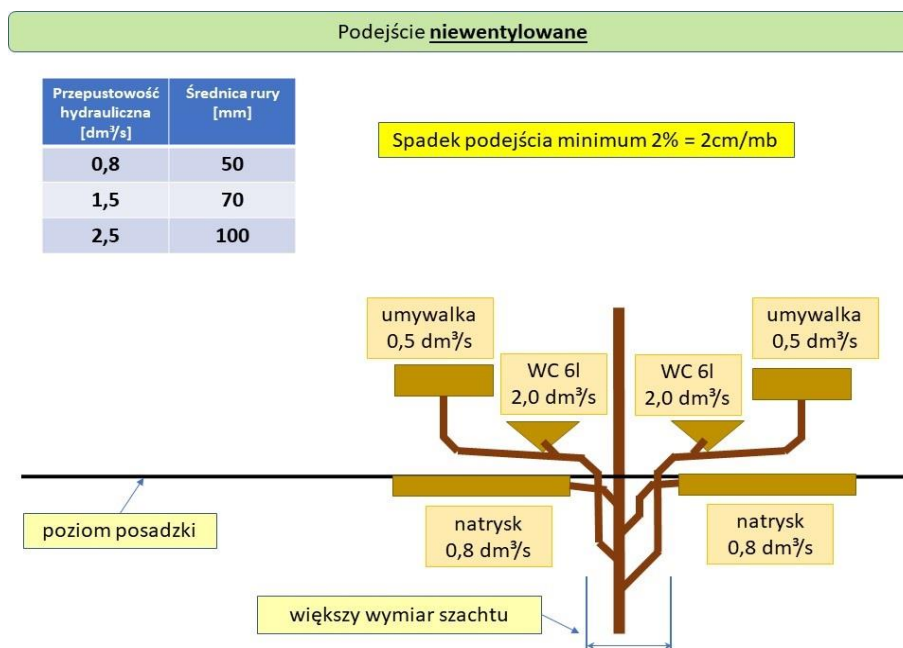 Podejście niewentylowane
Przepustowość
hydrauliczna
[dm³/s]
Średnica rury
[mm]
0,8 50
1,5 70
2,5 100
Spadek podejścia minimum 2% = 2cm/mb
umywalka
0,5 dm³/s
WC 6l
2,0 dm³/s
WC 6l
2,0 dm³/s
umywalka
0,5 dm³/s
poziom posadzki
natrysk
0,8 dm³/s
natrysk
0,8 dm³/s
większy wymiar szachtu